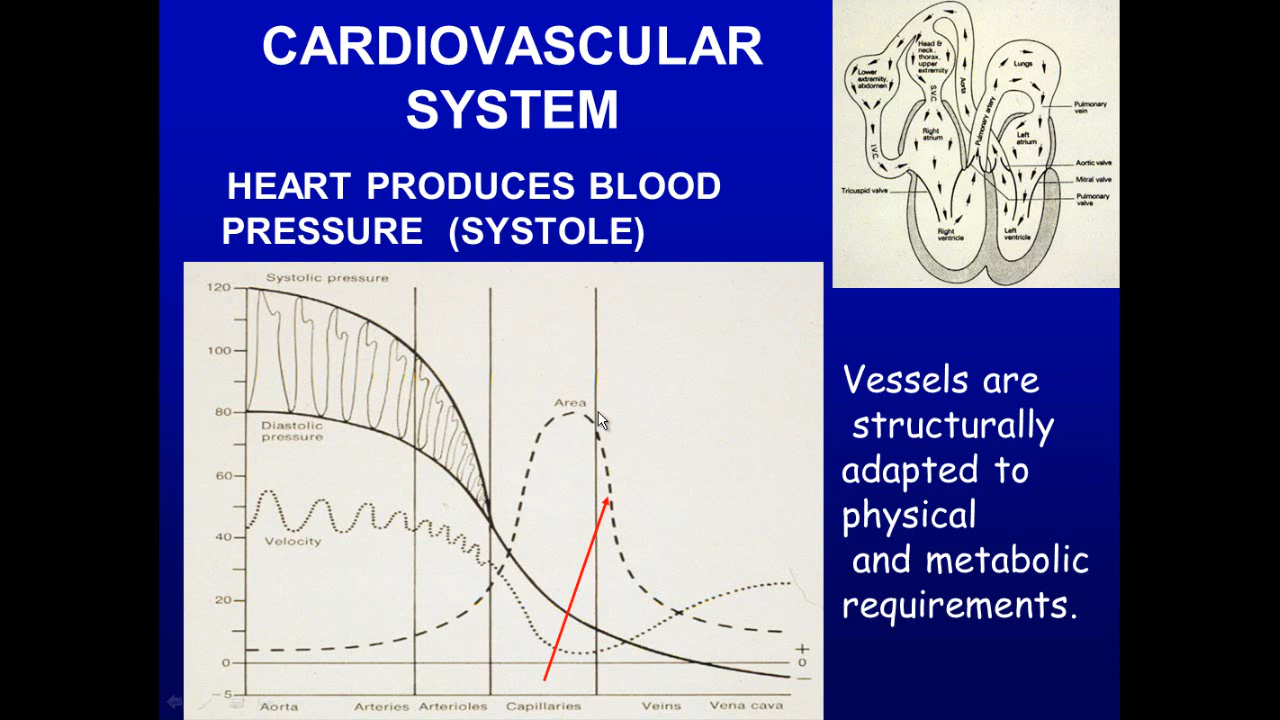 CARDIOVASCULAR
SYSTEM
HEART PRODUCES BLOOD
PRESSURE (SYSTOLE)
Head &
neck,
thorax,
upper
extremity
Lungs
Lower
extremity,
abdomen
Aorta
S.V.C.
Pulmonary artery
Pulmonary
vein
Right
atrium
Left
atrium
I.V.C.
Aortic valve
Mitral valve
Tricuspid valve
Pulmonary
valve
Right
ventricle
Left
ventricle
Systolic pressure
120
100
80
60
40
20
0
-5
Area
Diastolic
pressure
Velocity
+
0
−
Aorta
Arteries
Arterioles
Capillaries
Veins
Vena cava
Vessels are
structurally
adapted to
physical
and metabolic
requirements.